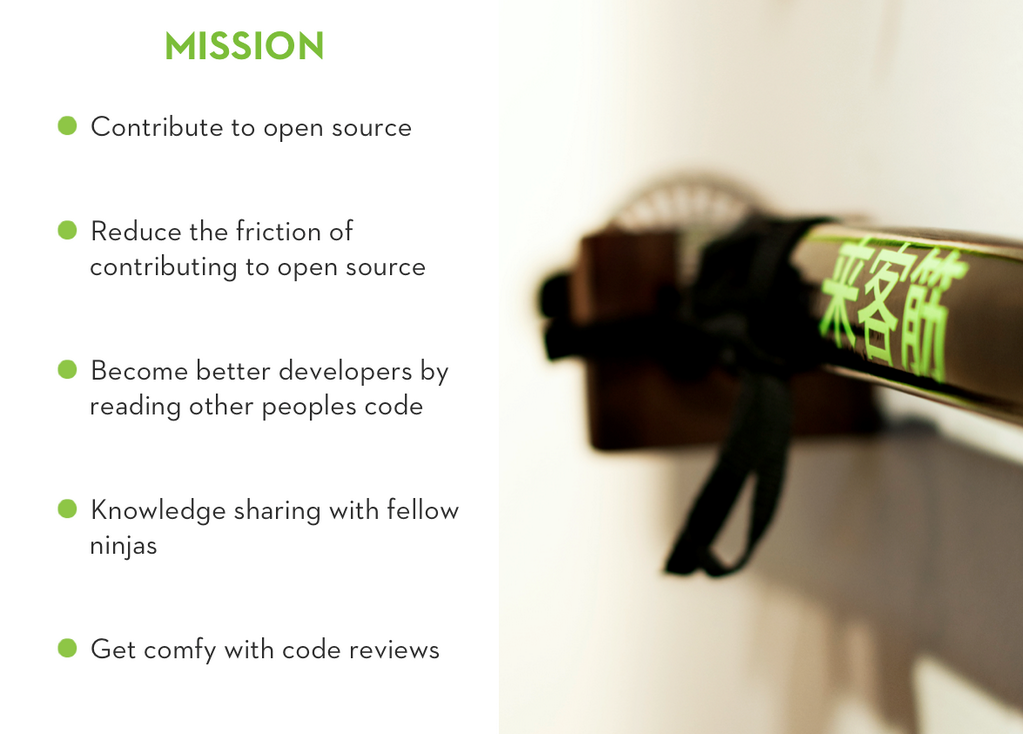 MISSION
Contribute to open source
Reduce the friction of
contributing to open source
Become better developers by
reading other peoples code
Knowledge sharing with fellow
ninjas
Get comfy with code reviews
来客筋